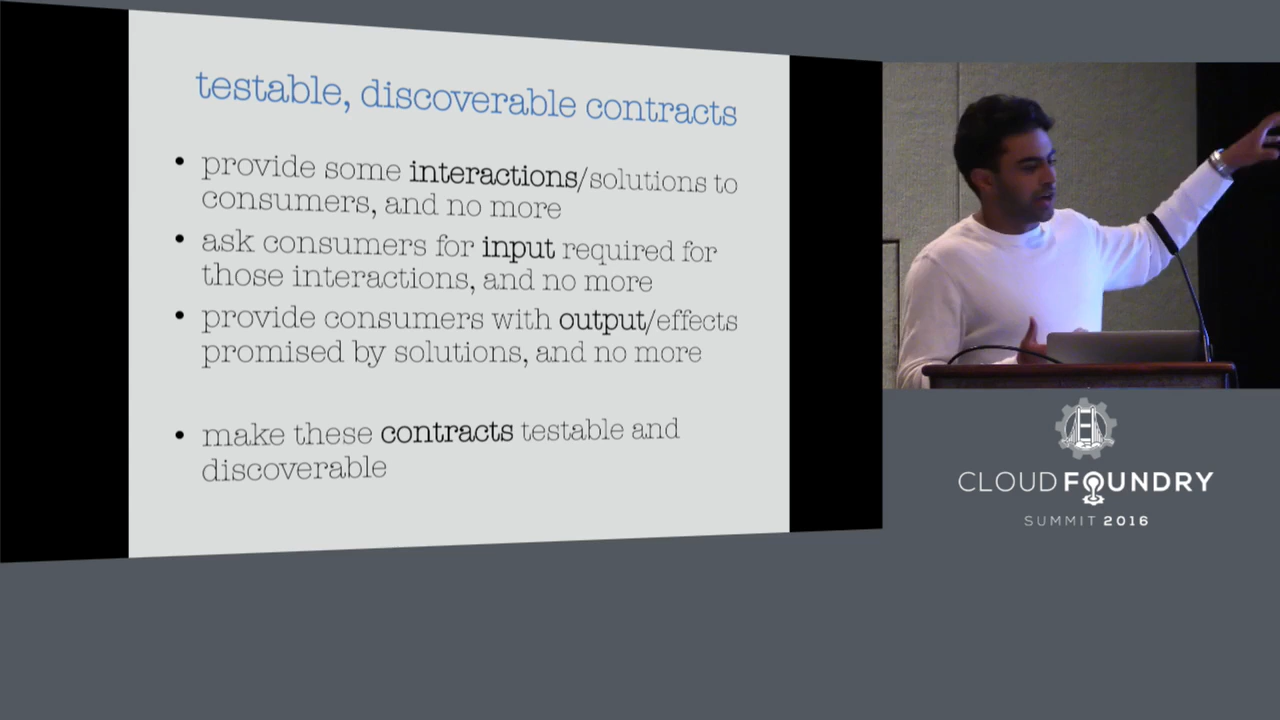 testable, discoverable contracts
• provide some interactions/solutions to
consumers, and no more
• ask consumers for input required for
those interactions, and no more
• provide consumers with output/effects
promised by solutions, and no more
• make these contracts testable and
discoverable
CLOUD FOUNDRY
SUMMIT 2016